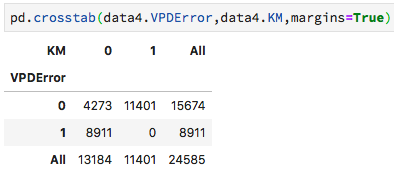 pd.crosstab(data4.VPDError,data4.KM,margins=True)
KM 0 1 All
VPDError
0 4273 11401 15674
1 8911 0 8911
All 13184 11401 24585